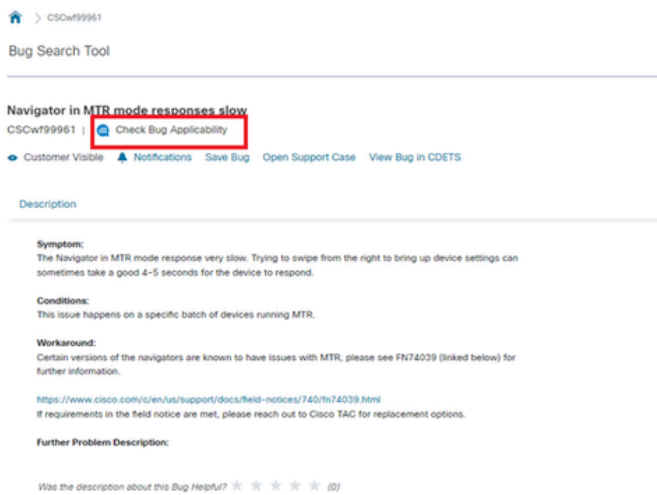 > CSCwf99961
Bug Search Tool
Navigator in MTR mode responses slow
CSCwf99961 | Check Bug Applicability
Customer Visible Notifications Save Bug Open Support Case View Bug in CDETS
Description
Symptom:
The Navigator in MTR mode response very slow. Trying to swipe from the right to bring up device settings can
sometimes take a good 4-5 seconds for the device to respond.
Conditions:
This issue happens on a specific batch of devices running MTR.
Workaround:
Certain versions of the navigators are known to have issues with MTR, please see FN74039 (linked below) for
further information.
https://www.cisco.com/c/en/us/support/docs/field-notices/740/fn74039.html
If requirements in the field notice are met, please reach out to Cisco TAC for replacement options.
Further Problem Description:
Was the description about this Bug Helpful? ★ ★ ★ ★ ★ (0)